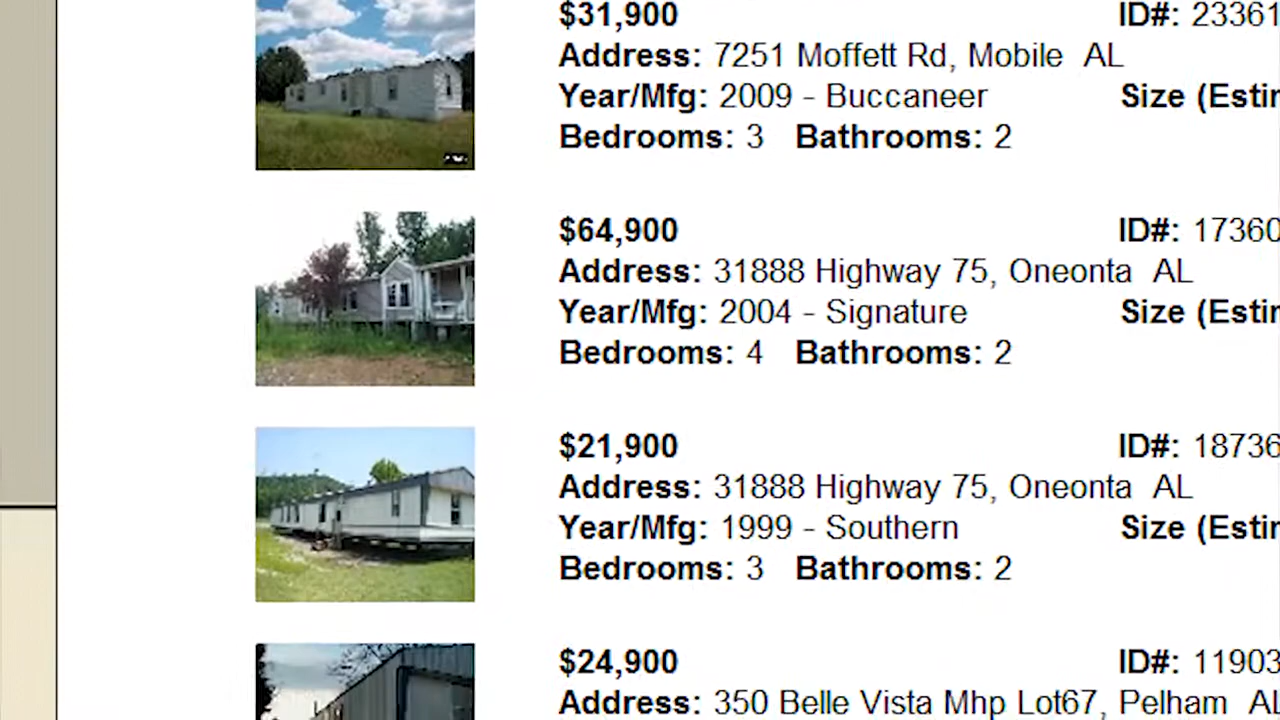 $31,900 ID#: 23361
Address: 7251 Moffett Rd, Mobile AL
Year/Mfg: 2009 - Buccaneer Size (Estim
Bedrooms: 3 Bathrooms: 2
$64,900 ID#: 17360
Address: 31888 Highway 75, Oneonta AL
Year/Mfg: 2004 - Signature Size (Estim
Bedrooms: 4 Bathrooms: 2
$21,900 ID#: 18736
Address: 31888 Highway 75, Oneonta AL
Year/Mfg: 1999 - Southern Size (Estim
Bedrooms: 3 Bathrooms: 2
$24,900 ID#: 11903
Address: 350 Belle Vista Mhp Lot67, Pelham AL